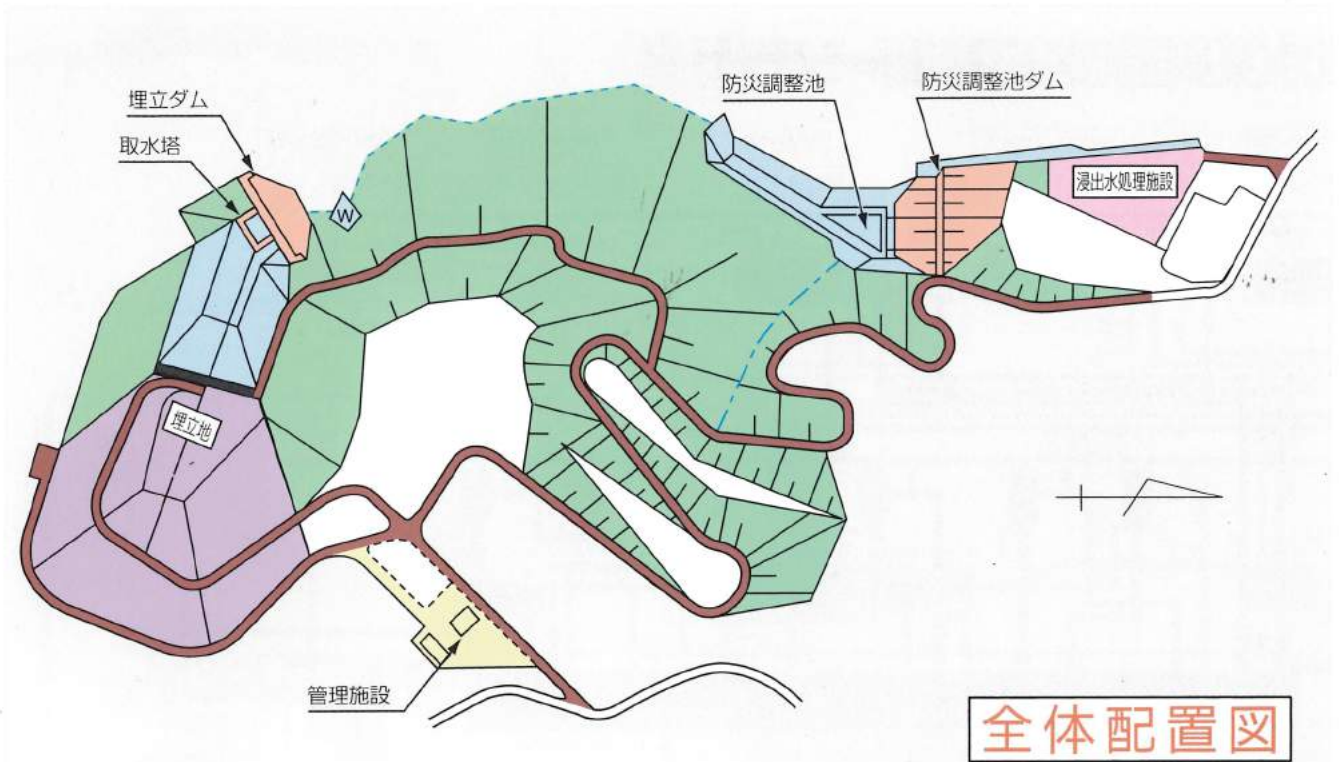 埋立ダム
取水塔
W
防災調整池
防災調整池ダム
浸出水処理施設
埋立地
管理施設
全体配置図